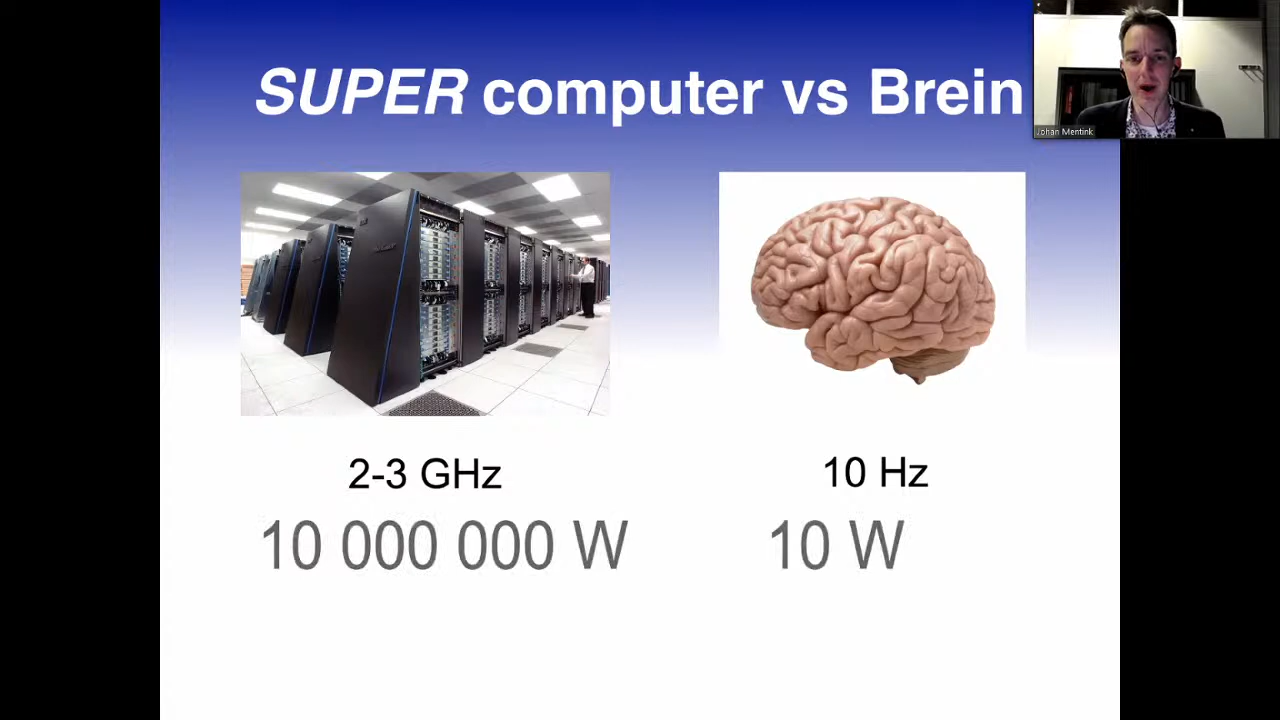 SUPER computer vs Brein
Johan Mentink
2-3 GHz
10 Hz
10 000 000 W
10 W